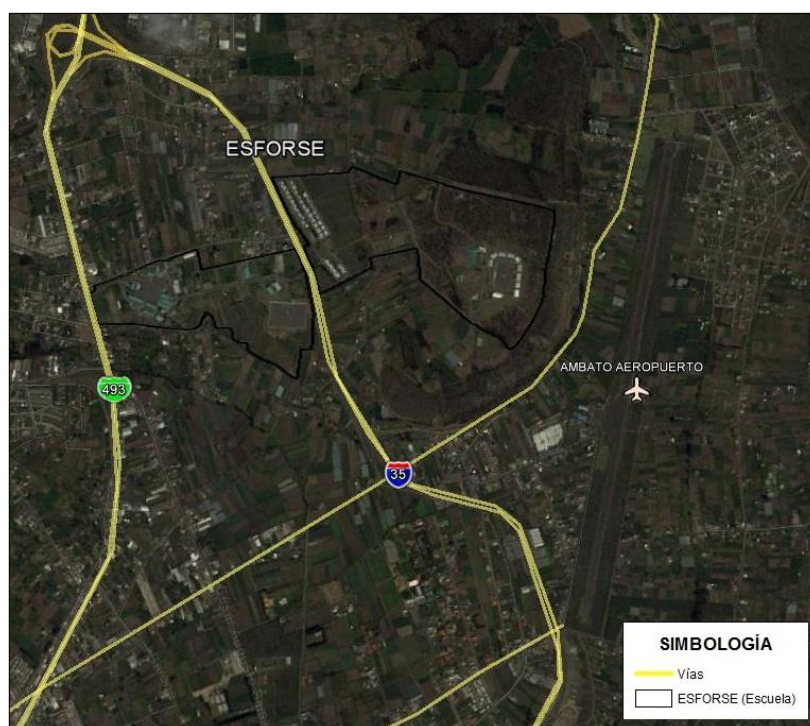 ESFORSE
AMBATO AEROPUERTO
493
35
SIMBOLOGÍA
Vías
ESFORSE (Escuela)